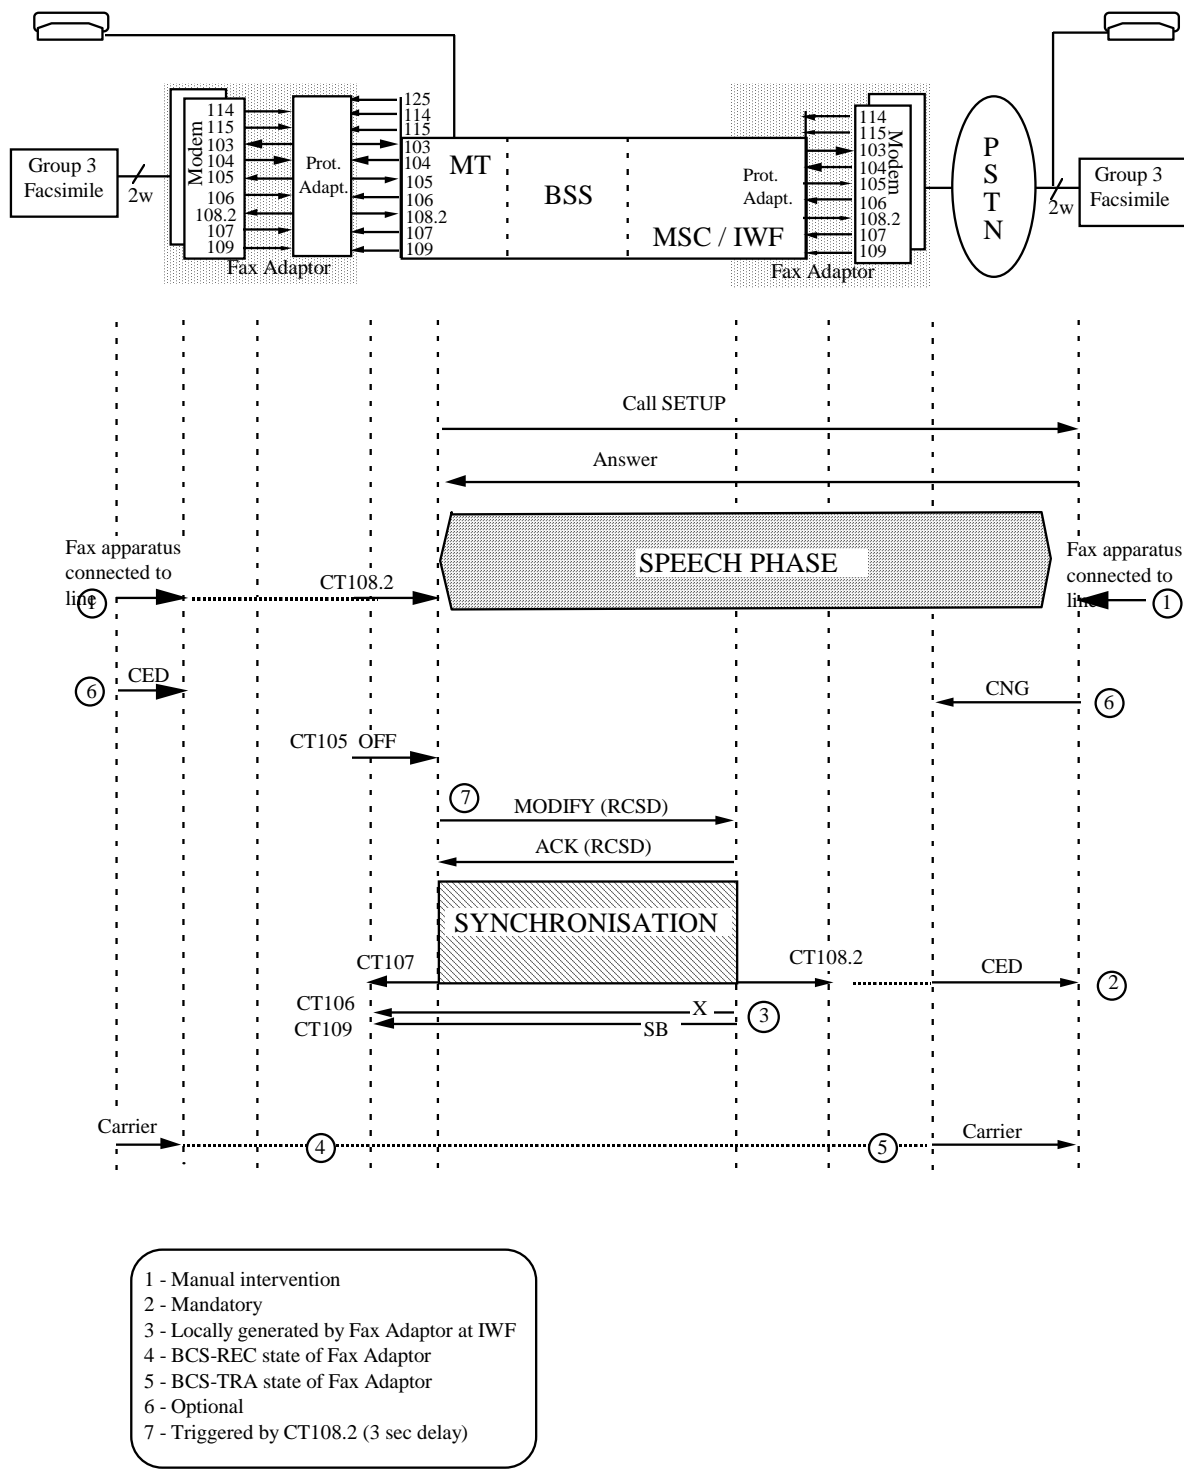 125
114
115
103
104
105
106
108.2
107
109
Modem
Prot.
Adapt.
114
115
103
104
105
106
108.2
107
109
Group 3
Facsimile
2w
Fax Adaptor
MT
BSS
MSC / IWF
Prot.
Adapt.
114
115
103
104
105
106
108.2
107
109
Modem
Fax Adaptor
P
S
T
N
2w
Group 3
Facsimile
Call SETUP
Answer
SPEECH PHASE
Fax apparatus
connected to
line
1
CT108.2
Fax apparatus
connected to
line
1
6
CED
CNG
6
CT105 OFF
7
MODIFY (RCSD)
ACK (RCSD)
SYNCHRONISATION
CT107
CT108.2
CED
2
CT106
X
3
CT109
SB
Carrier
4
5
Carrier
1 - Manual intervention
2 - Mandatory
3 - Locally generated by Fax Adaptor at IWF
4 - BCS-REC state of Fax Adaptor
5 - BCS-TRA state of Fax Adaptor
6 - Optional
7 - Triggered by CT108.2 (3 sec delay)